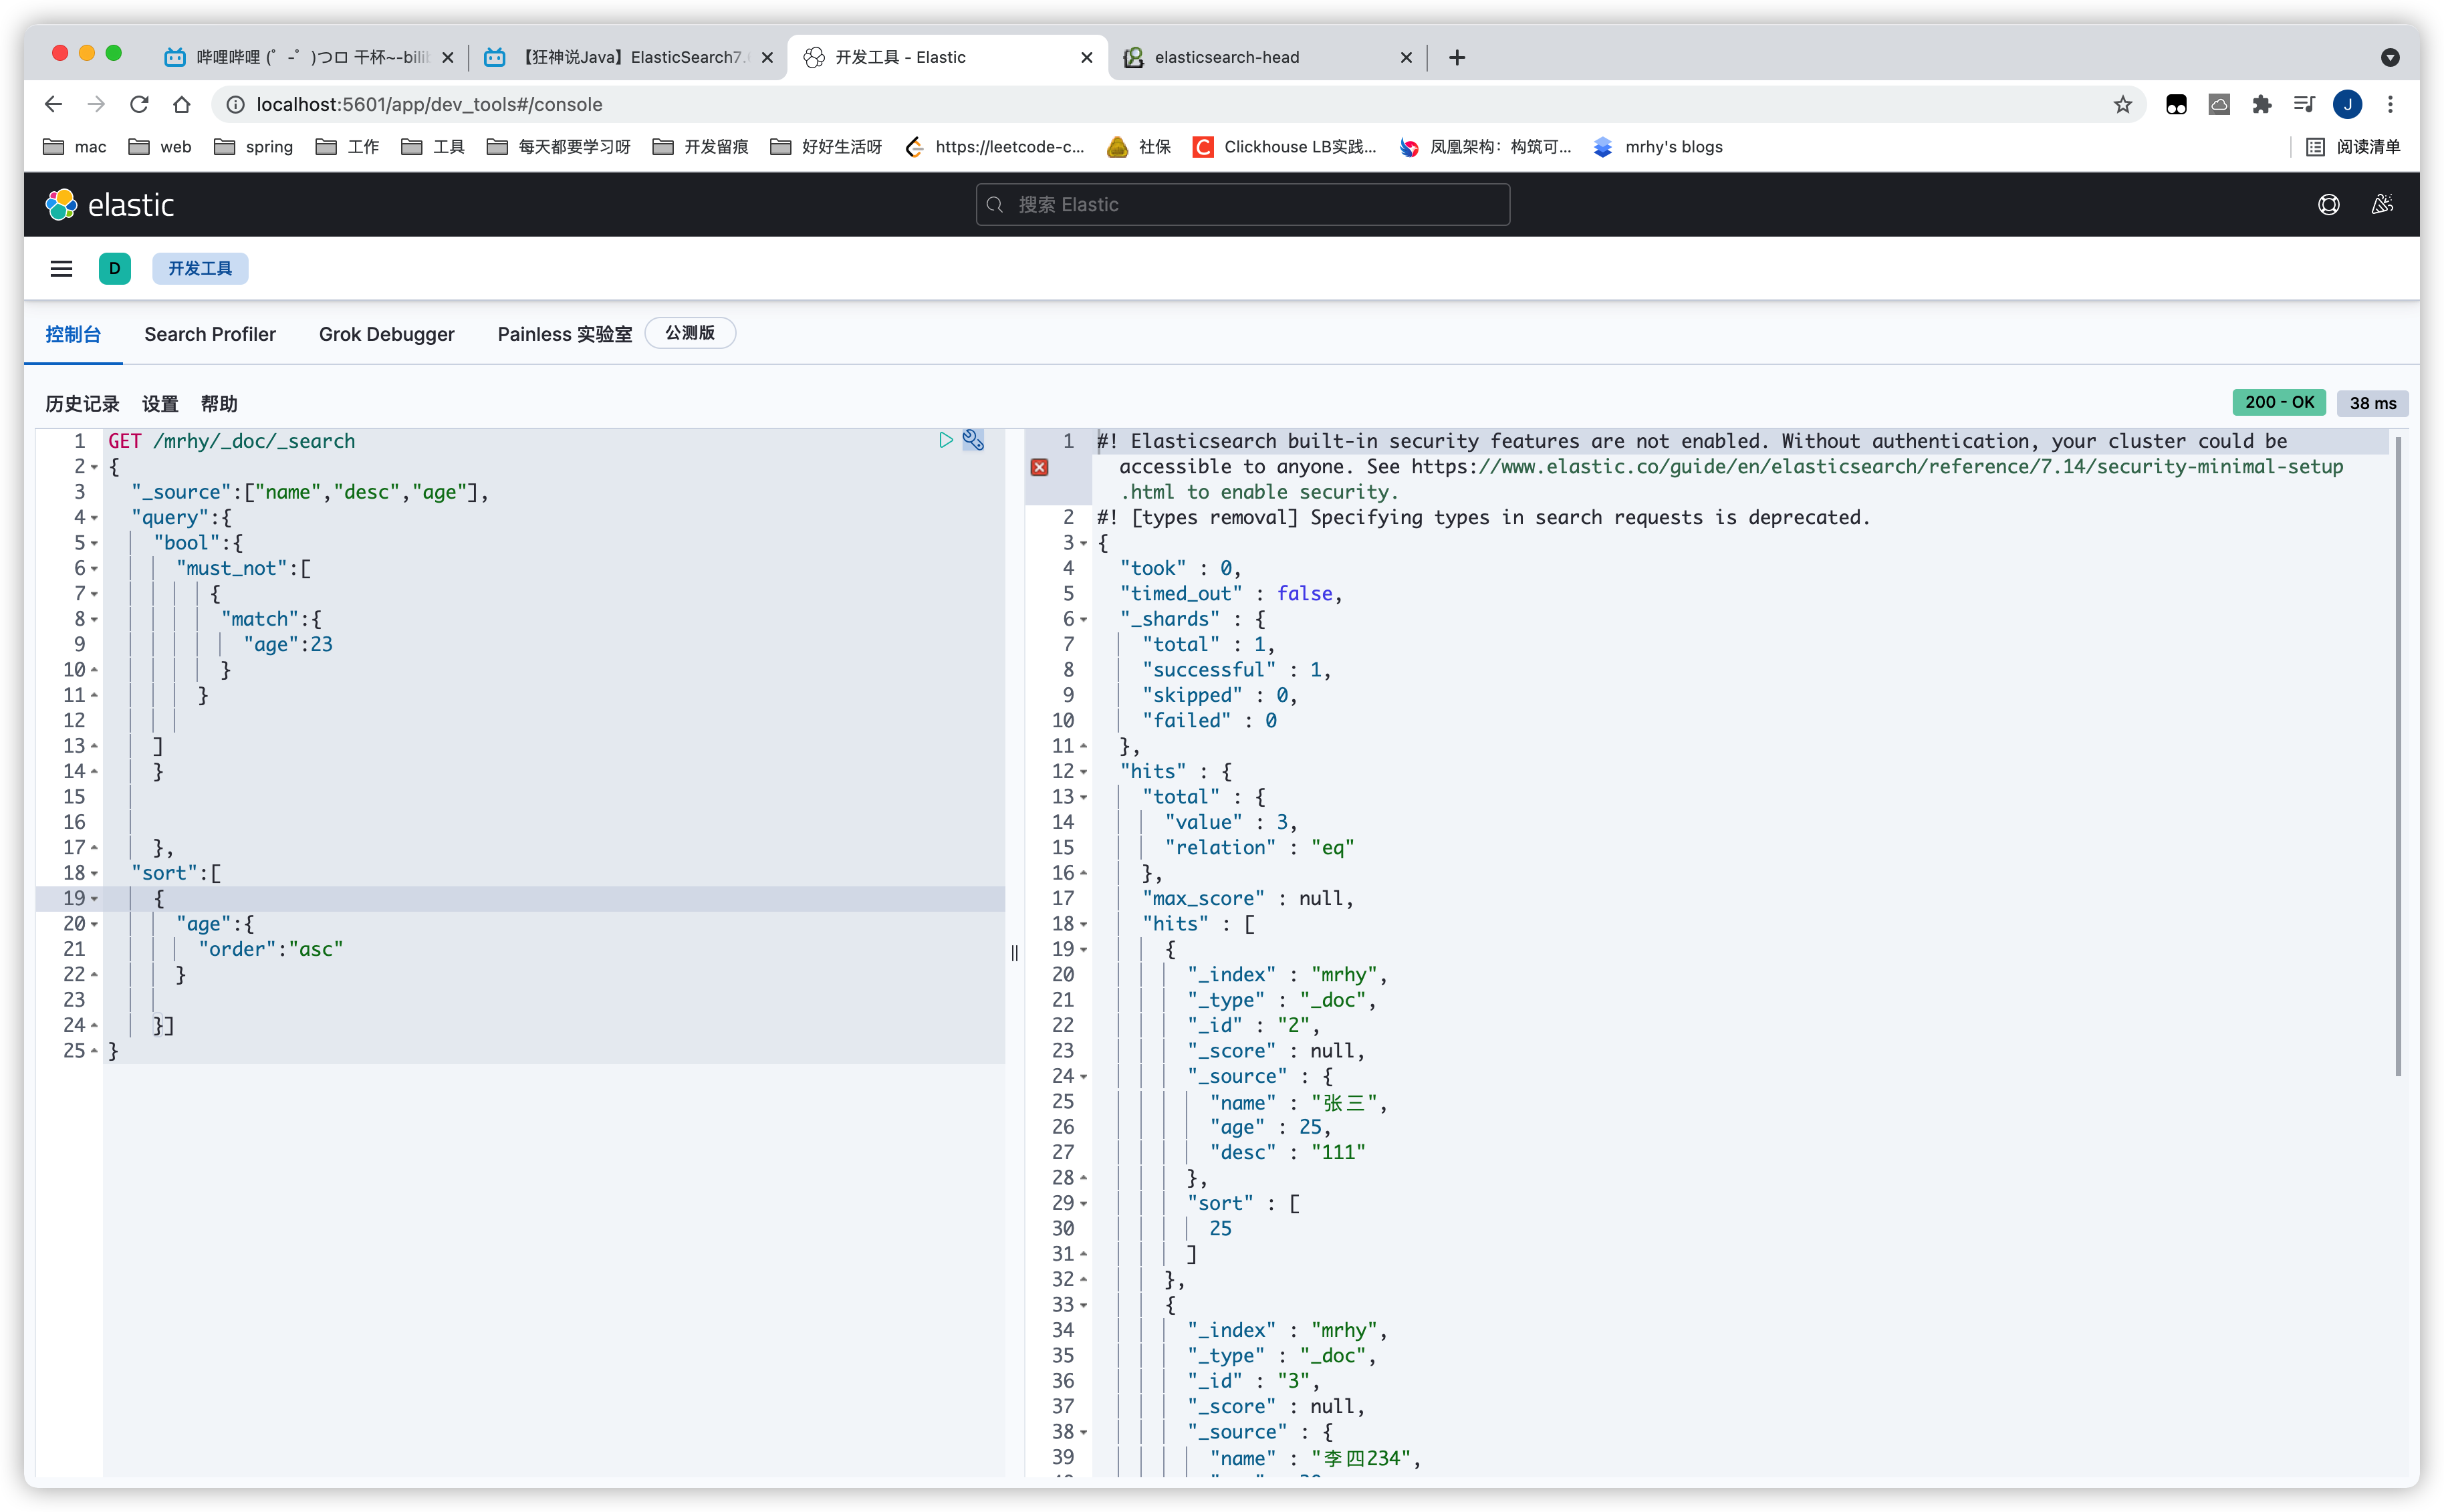 哔哩哔哩 (゜-゜)つロ 干杯~-bilib
【狂神说Java】ElasticSearch7.
开发工具 - Elastic
elasticsearch-head
localhost:5601/app/dev_tools#/console
J
mac
web
spring
工作
工具
每天都要学习呀
开发留痕
好好生活呀
https://leetcode-c...
社保
C Clickhouse LB实践...
凤凰架构：构筑可...
mrhy's blogs
阅读清单
elastic
搜索 Elastic
D 开发工具
控制台 Search Profiler Grok Debugger Painless 实验室 公测版
历史记录 设置 帮助
200 - OK 38 ms
1 GET /mrhy/_doc/_search
2 {
3 "_source":["name","desc","age"],
4 "query":{
5 "bool":{
6 "must_not":[
7 {
8 "match":{
9 "age":23
10 }
11 }
12
13 ]
14 }
15
16
17 },
18 "sort":[
19 {
20 "age":{
21 "order":"asc"
22 }
23
24 }]
25 }
1 #! Elasticsearch built-in security features are not enabled. Without authentication, your cluster could be
accessible to anyone. See https://www.elastic.co/guide/en/elasticsearch/reference/7.14/security-minimal-setup
.html to enable security.
2 #! [types removal] Specifying types in search requests is deprecated.
3 {
4 "took" : 0,
5 "timed_out" : false,
6 "_shards" : {
7 "total" : 1,
8 "successful" : 1,
9 "skipped" : 0,
10 "failed" : 0
11 },
12 "hits" : {
13 "total" : {
14 "value" : 3,
15 "relation" : "eq"
16 },
17 "max_score" : null,
18 "hits" : [
19 {
20 "_index" : "mrhy",
21 "_type" : "_doc",
22 "_id" : "2",
23 "_score" : null,
24 "_source" : {
25 "name" : "张三",
26 "age" : 25,
27 "desc" : "111"
28 },
29 "sort" : [
30 25
31 ]
32 },
33 {
34 "_index" : "mrhy",
35 "_type" : "_doc",
36 "_id" : "3",
37 "_score" : null,
38 "_source" : {
39 "name" : "李四234",